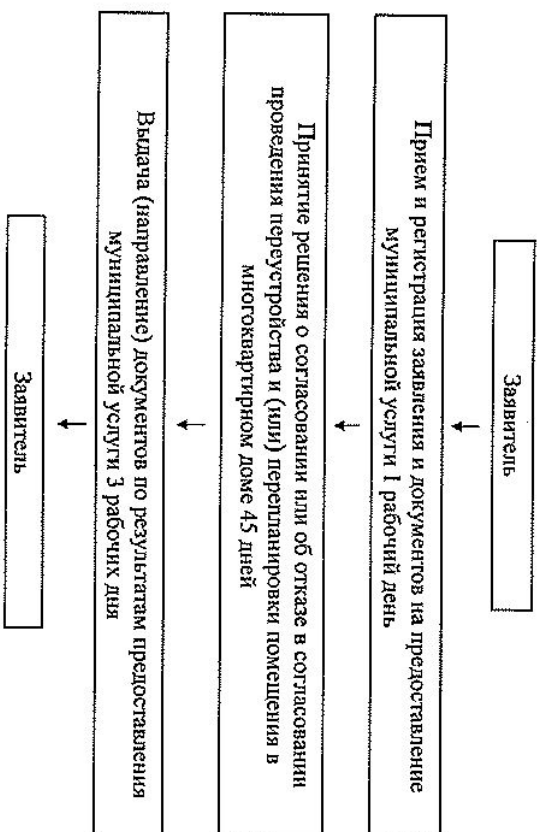 Заявитель
Прием и регистрация заявления и документов на предоставление
муниципальной услуги 1 рабочий день
Принятие решения о согласовании или об отказе в согласовании
проведения переустройства и (или) перепланировки помещения в
многоквартирном доме 45 дней
Выдача (направление) документов по результатам предоставления
муниципальной услуги 3 рабочих дня
Заявитель